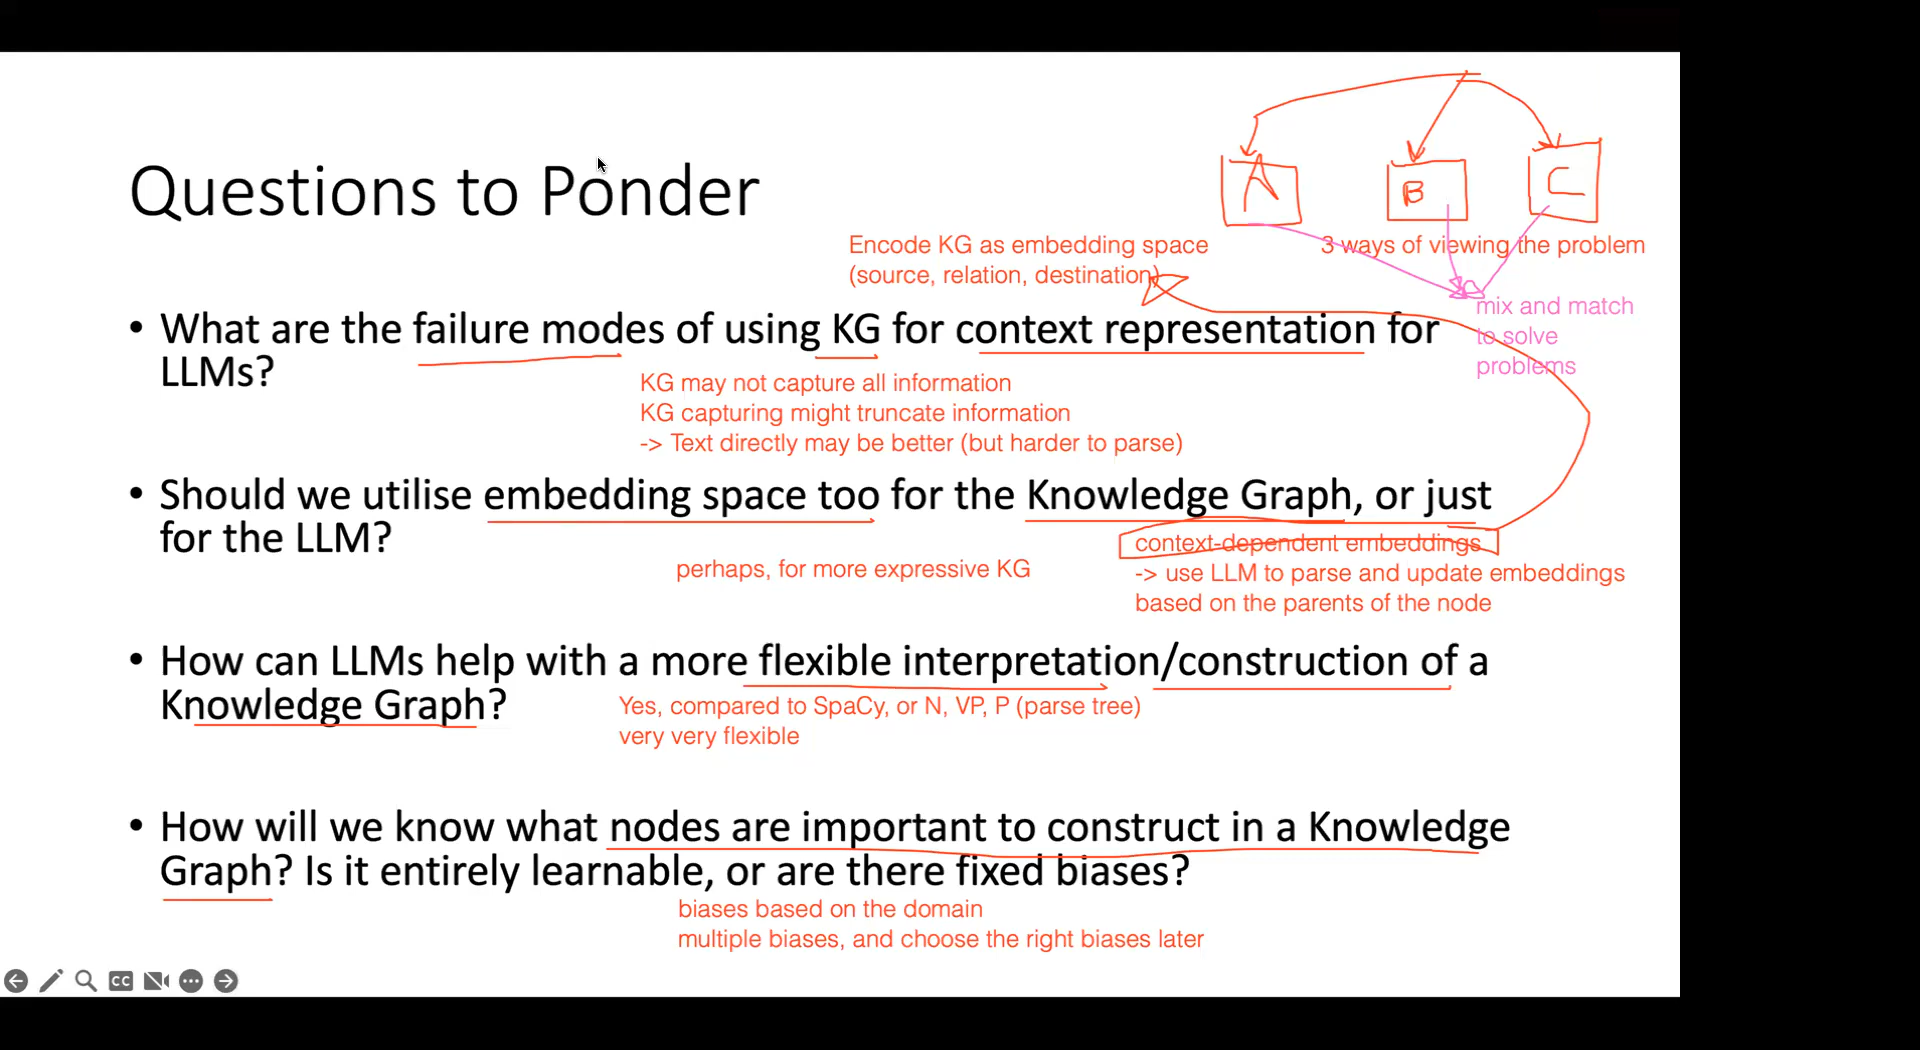 A
B
C
Questions to Ponder
Encode KG as embedding space
(source, relation, destination)
3 ways of viewing the problem
mix and match
to solve
problems
• What are the failure modes of using KG for context representation for
LLMs?
KG may not capture all information
KG capturing might truncate information
-> Text directly may be better (but harder to parse)
• Should we utilise embedding space too for the Knowledge Graph, or just
for the LLM?
context-dependent embeddings
-> use LLM to parse and update embeddings
based on the parents of the node
perhaps, for more expressive KG
• How can LLMs help with a more flexible interpretation/construction of a
Knowledge Graph?
Yes, compared to SpaCy, or N, VP, P (parse tree)
very very flexible
• How will we know what nodes are important to construct in a Knowledge
Graph? Is it entirely learnable, or are there fixed biases?
biases based on the domain
multiple biases, and choose the right biases later
CC